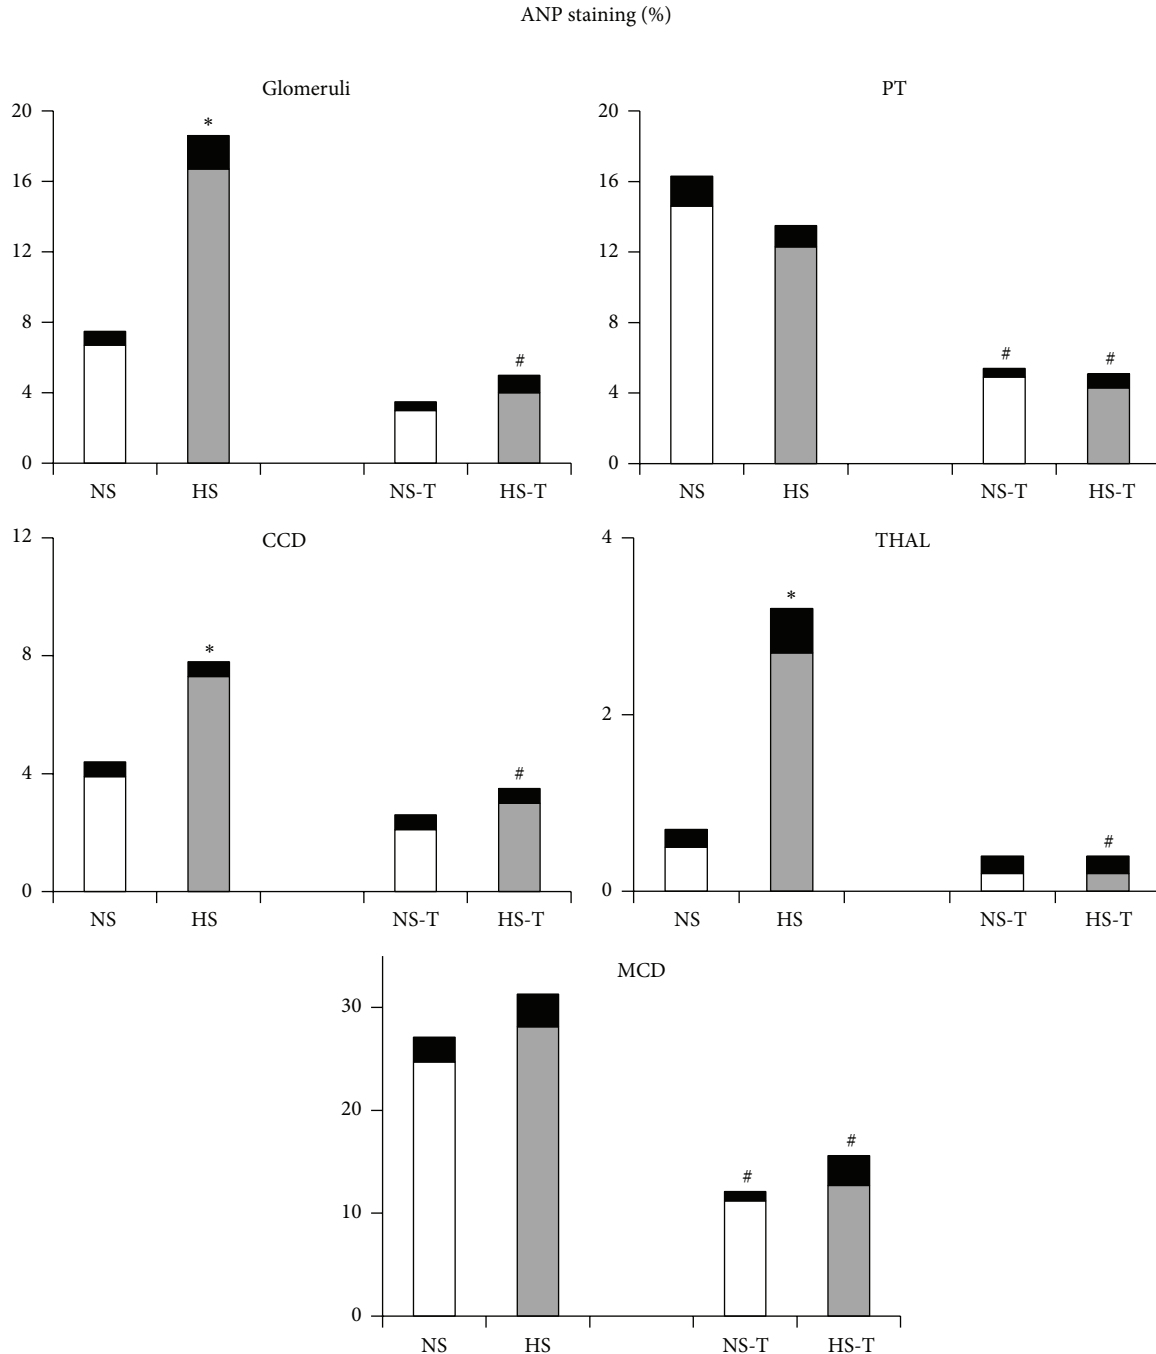 ANP staining (%)
Glomeruli
20
16
12
8
4
0
*
#
NS HS NS-T HS-T
PT
20
16
12
8
4
0
# #
NS HS NS-T HS-T
CCD
12
8
4
0
*
#
NS HS NS-T HS-T
THAL
4
2
0
*
#
NS HS NS-T HS-T
MCD
30
20
10
0
# #
NS HS NS-T HS-T